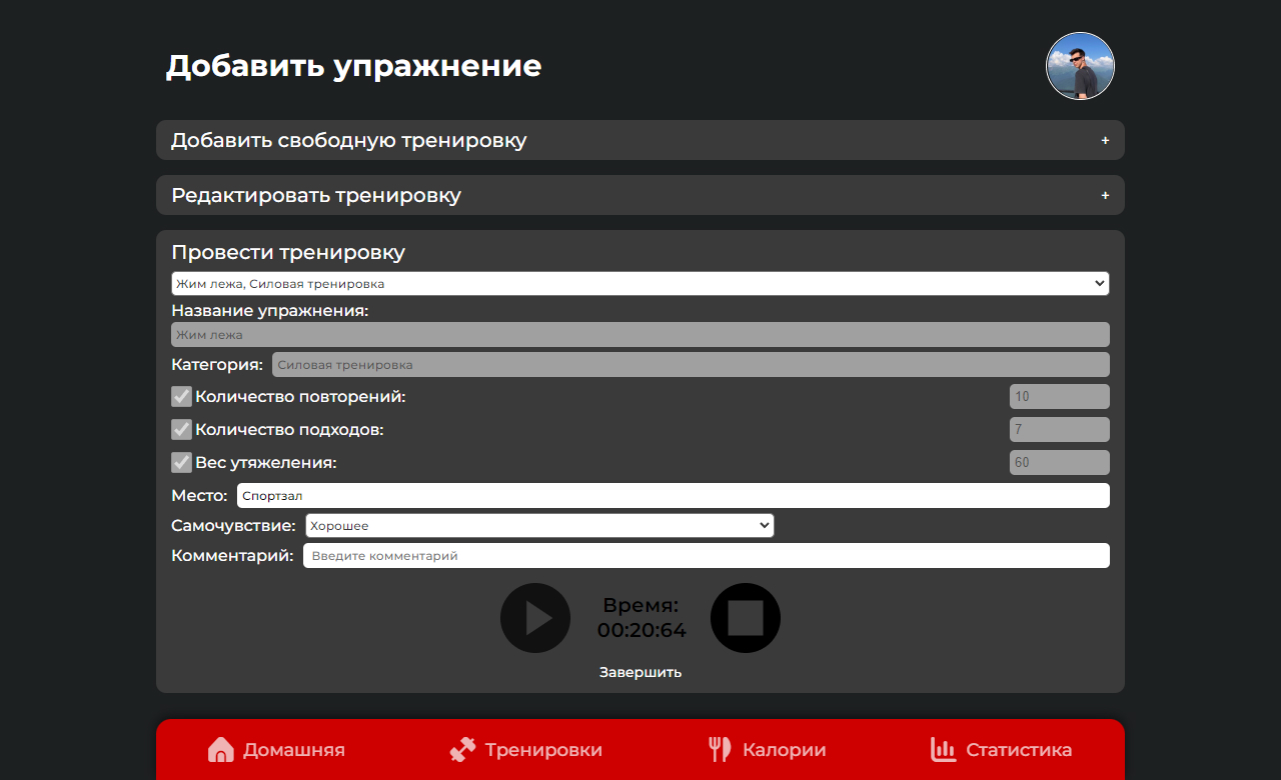 Добавить упражнение
Добавить свободную тренировку +
Редактировать тренировку +
Провести тренировку
Жим лежа, Силовая тренировка
Название упражнения:
Жим лежа
Категория: Силовая тренировка
Количество повторений: 10
Количество подходов: 7
Вес утяжеления: 60
Место: Спортзал
Самочувствие: Хорошее
Комментарий: Введите комментарий
Время:
00:20:64
Завершить
Домашняя Тренировки Калории Статистика